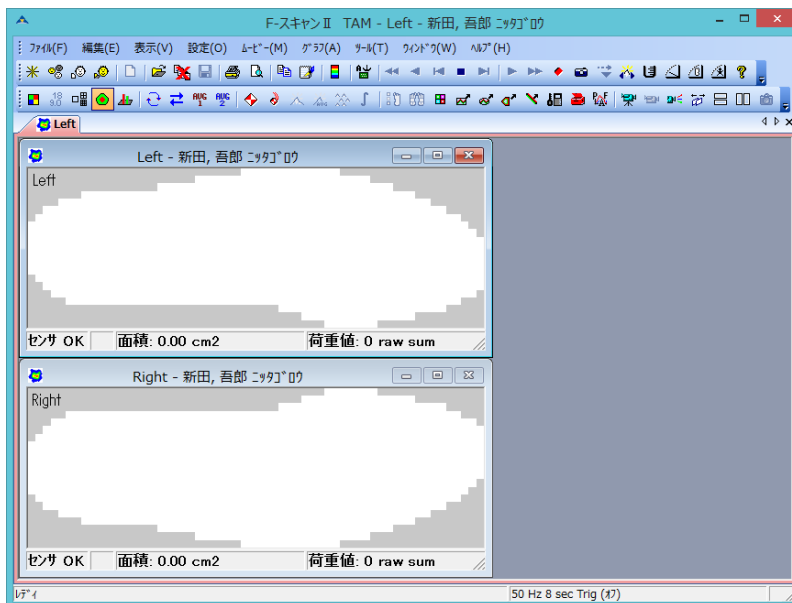 F-スキャンⅡ TAM - Left - 新田, 吾郎 ﾆｯﾀｺﾞﾛｳ
ﾌｧｲﾙ(F) 編集(E) 表示(V) 設定(O) ﾑｰﾋﾞｰ(M) ｸﾞﾗﾌ(A) ﾂｰﾙ(T) ｳｨﾝﾄﾞｳ(W) ﾍﾙﾌﾟ(H)
AVG 1 AVG 2
Left
Left - 新田, 吾郎 ﾆｯﾀｺﾞﾛｳ
Left
センサ OK 面積: 0.00 cm2 荷重値: 0 raw sum
Right - 新田, 吾郎 ﾆｯﾀｺﾞﾛｳ
Right
センサ OK 面積: 0.00 cm2 荷重値: 0 raw sum
ﾚﾃﾞｨ 50 Hz 8 sec Trig (ｵﾌ)